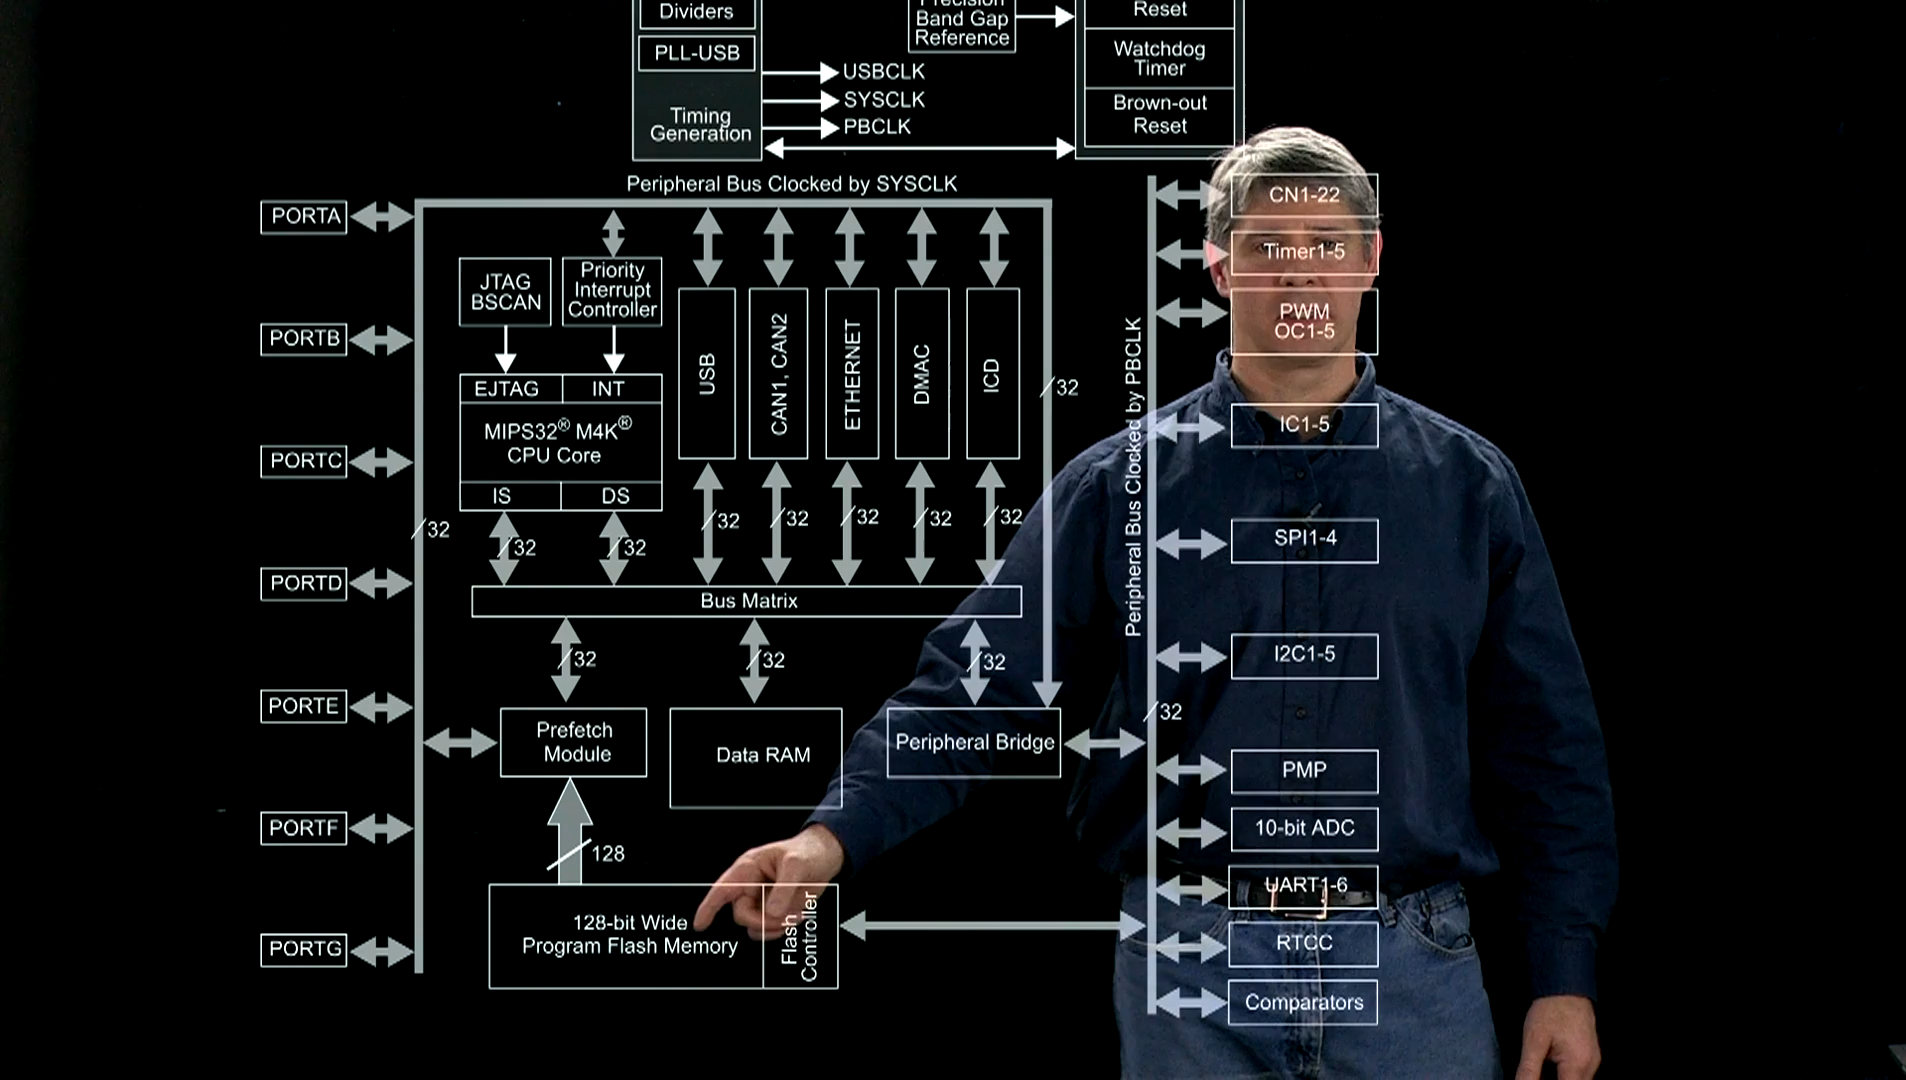 Dividers
PLL-USB
Timing
Generation
USBCLK
SYSCLK
PBCLK
Precision
Band Gap
Reference
Reset
Watchdog
Timer
Brown-out
Reset
Peripheral Bus Clocked by SYSCLK
PORTA
PORTB
PORTC
PORTD
PORTE
PORTF
PORTG
/32
JTAG
BSCAN
Priority
Interrupt
Controller
EJTAG
INT
MIPS32® M4K®
CPU Core
IS
DS
/32
/32
USB
CAN1, CAN2
ETHERNET
DMAC
ICD
/32
/32
/32
/32
/32
/32
Bus Matrix
/32
/32
/32
Prefetch
Module
Data RAM
Peripheral Bridge
128
128-bit Wide
Program Flash Memory
Flash
Controller
Peripheral Bus Clocked by PBCLK
/32
CN1-22
Timer1-5
PWM
OC1-5
IC1-5
SPI1-4
I2C1-5
PMP
10-bit ADC
UART1-6
RTCC
Comparators